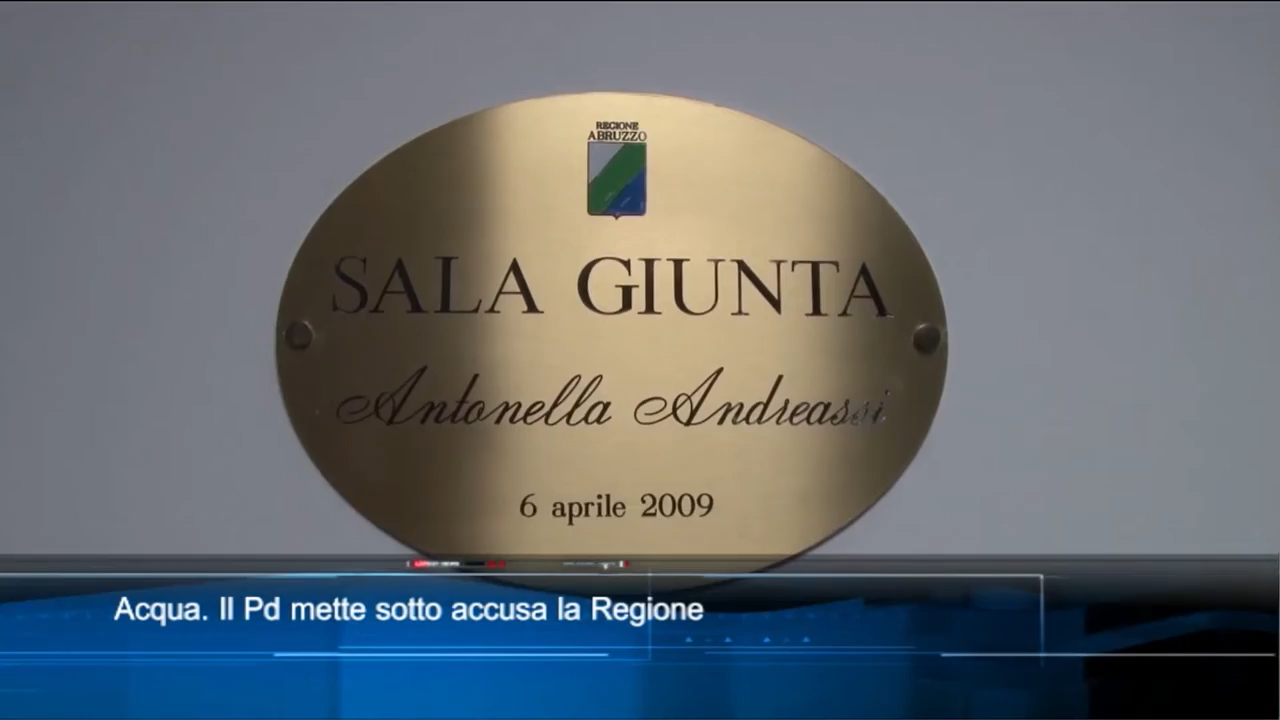 REGIONE
ABRUZZO
SALA GIUNTA
Antonella Andreassi
6 aprile 2009
Acqua. Il Pd mette sotto accusa la Regione